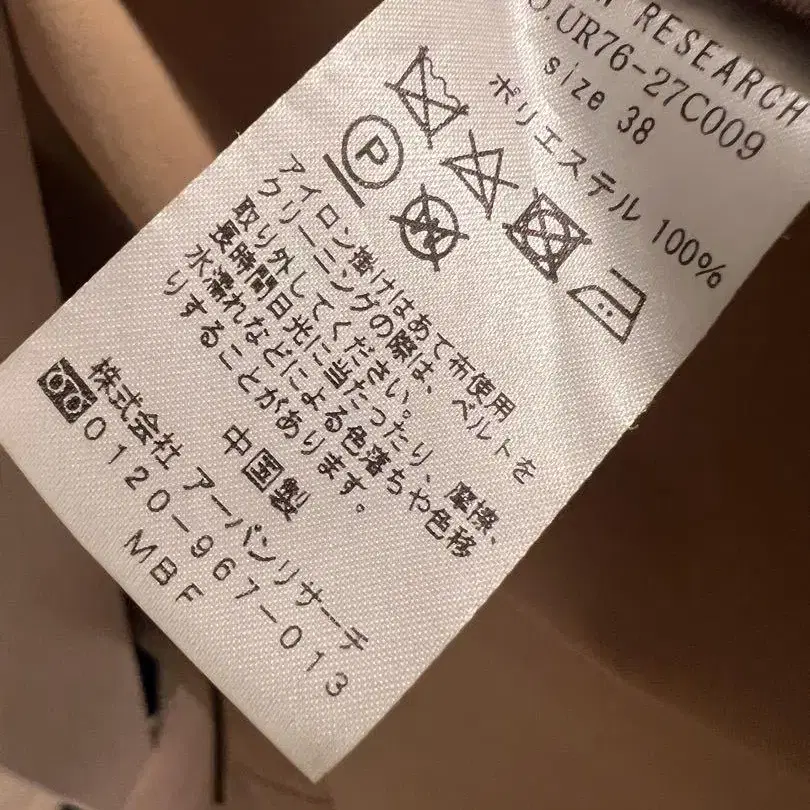 RESEARCH
.UR76-27C009
size 38
ポリエステル 100%
P
W
アイロン掛けはあて布使用
クリーニングの際は、ベルトを
取り外してください。
長時間日光に当たったり、摩擦、
水濡れなどによる色落ちや色移
りすることがあります。
中国製
株式会社 アーバンリサーチ
0120-967-013
MBF